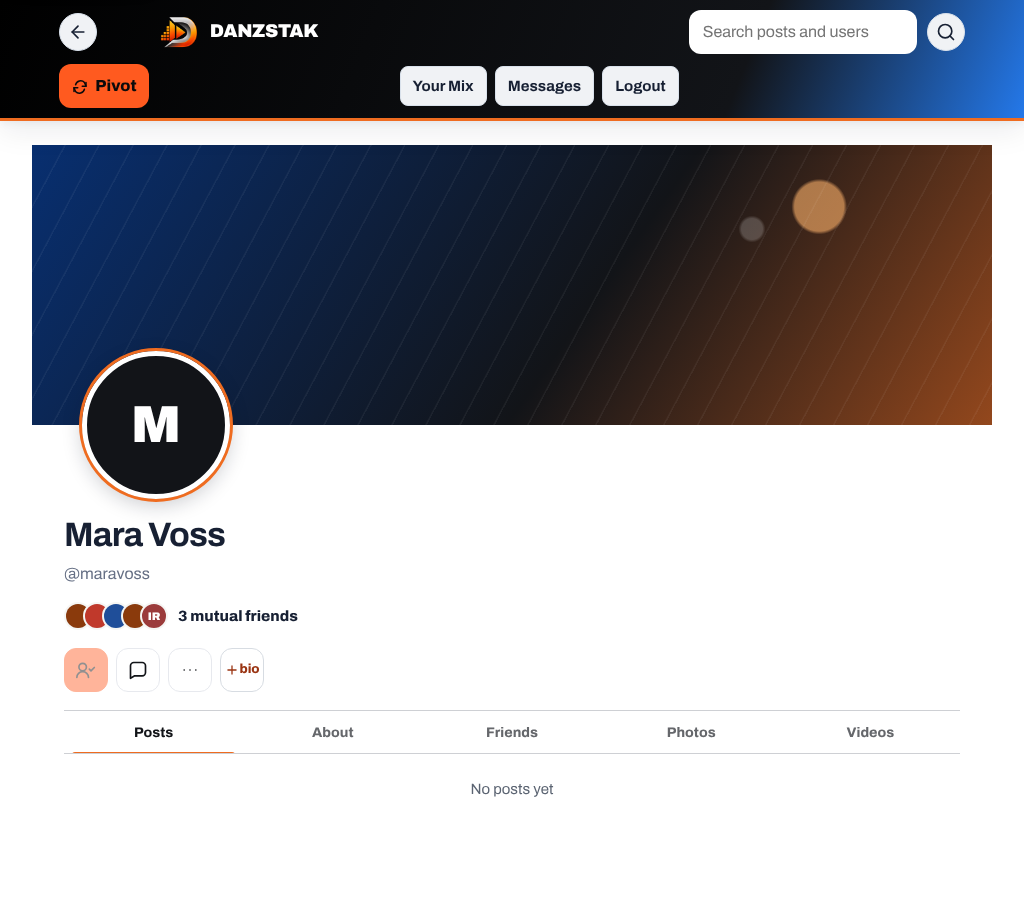 DANZSTAK
Search posts and users
Pivot
Your Mix
Messages
Logout
M
Mara Voss
@maravoss
IR
3 mutual friends
+ bio
Posts
About
Friends
Photos
Videos
No posts yet